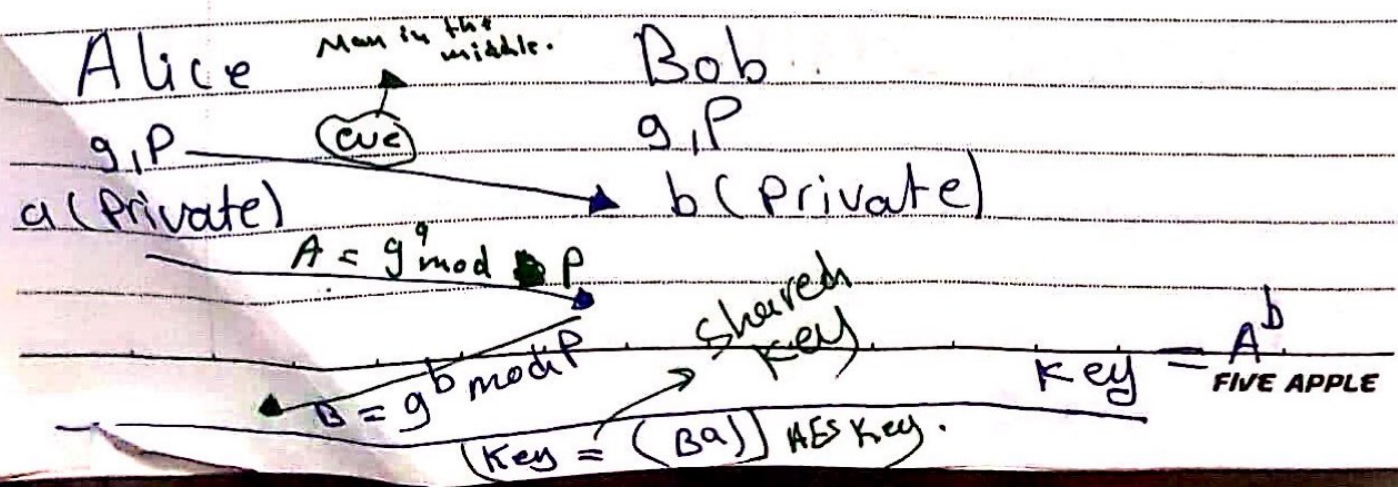 Alice Man in the middle. Bob
g,P eve g,P
a (Private) b (Private)
A = g^a mod P
shared key
B = g^b mod P Key = A^b
FIVE APPLE
(Key = (Ba)) AES Key.